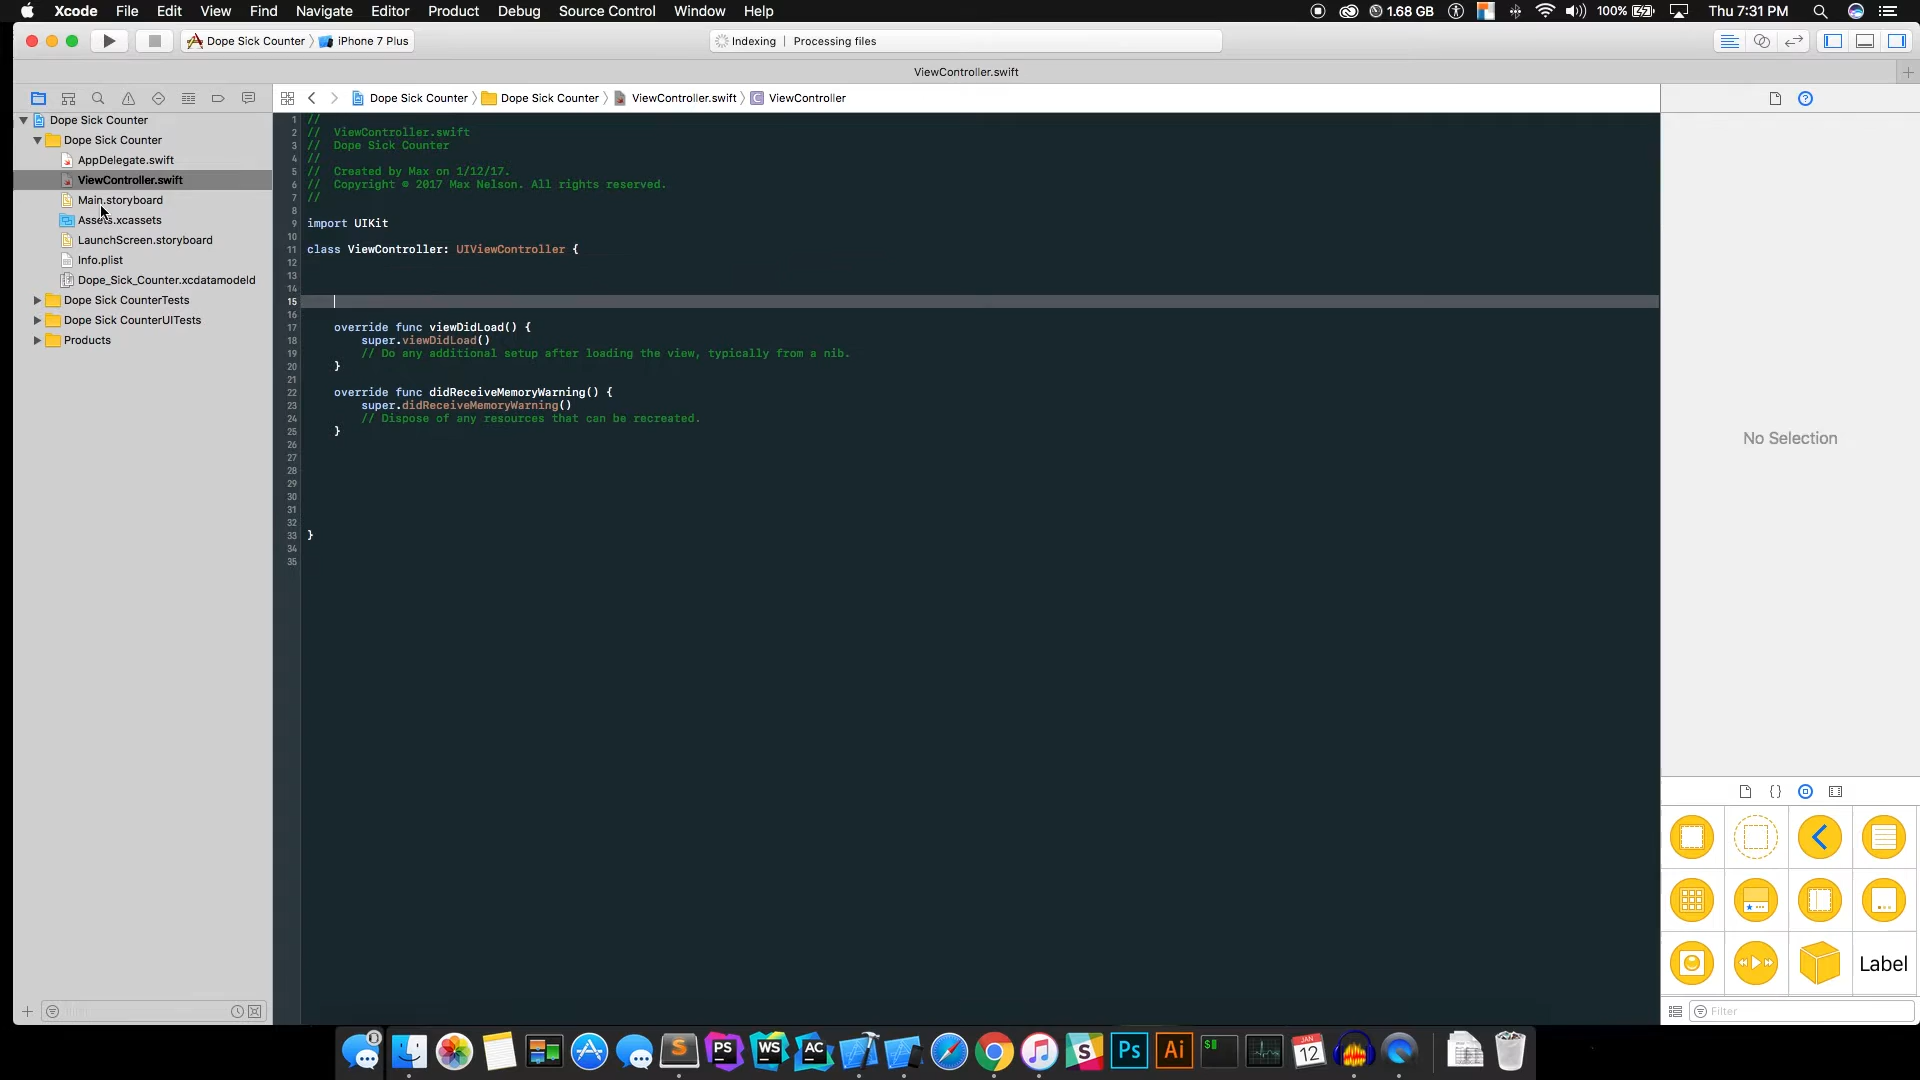 Xcode File Edit View Find Navigate Editor Product Debug Source Control Window Help
1.68 GB 100% Thu 7:31 PM
Dope Sick Counter iPhone 7 Plus
Indexing | Processing files
ViewController.swift
Dope Sick Counter Dope Sick Counter ViewController.swift C ViewController
Dope Sick Counter
Dope Sick Counter
AppDelegate.swift
ViewController.swift
Main.storyboard
Assets.xcassets
LaunchScreen.storyboard
Info.plist
Dope_Sick_Counter.xcdatamodeld
Dope Sick CounterTests
Dope Sick CounterUITests
Products
Filter
1 //
2 // ViewController.swift
3 // Dope Sick Counter
4 //
5 // Created by Max on 1/12/17.
6 // Copyright © 2017 Max Nelson. All rights reserved.
7 //
8
9 import UIKit
10
11 class ViewController: UIViewController {
12
13
14
15
16
17 override func viewDidLoad() {
18 super.viewDidLoad()
19 // Do any additional setup after loading the view, typically from a nib.
20 }
21
22 override func didReceiveMemoryWarning() {
23 super.didReceiveMemoryWarning()
24 // Dispose of any resources that can be recreated.
25 }
26
27
28
29
30
31
32
33 }
34
35
No Selection
{}
Label
Filter
S PS WS AC Ps Ai $ JAN 12